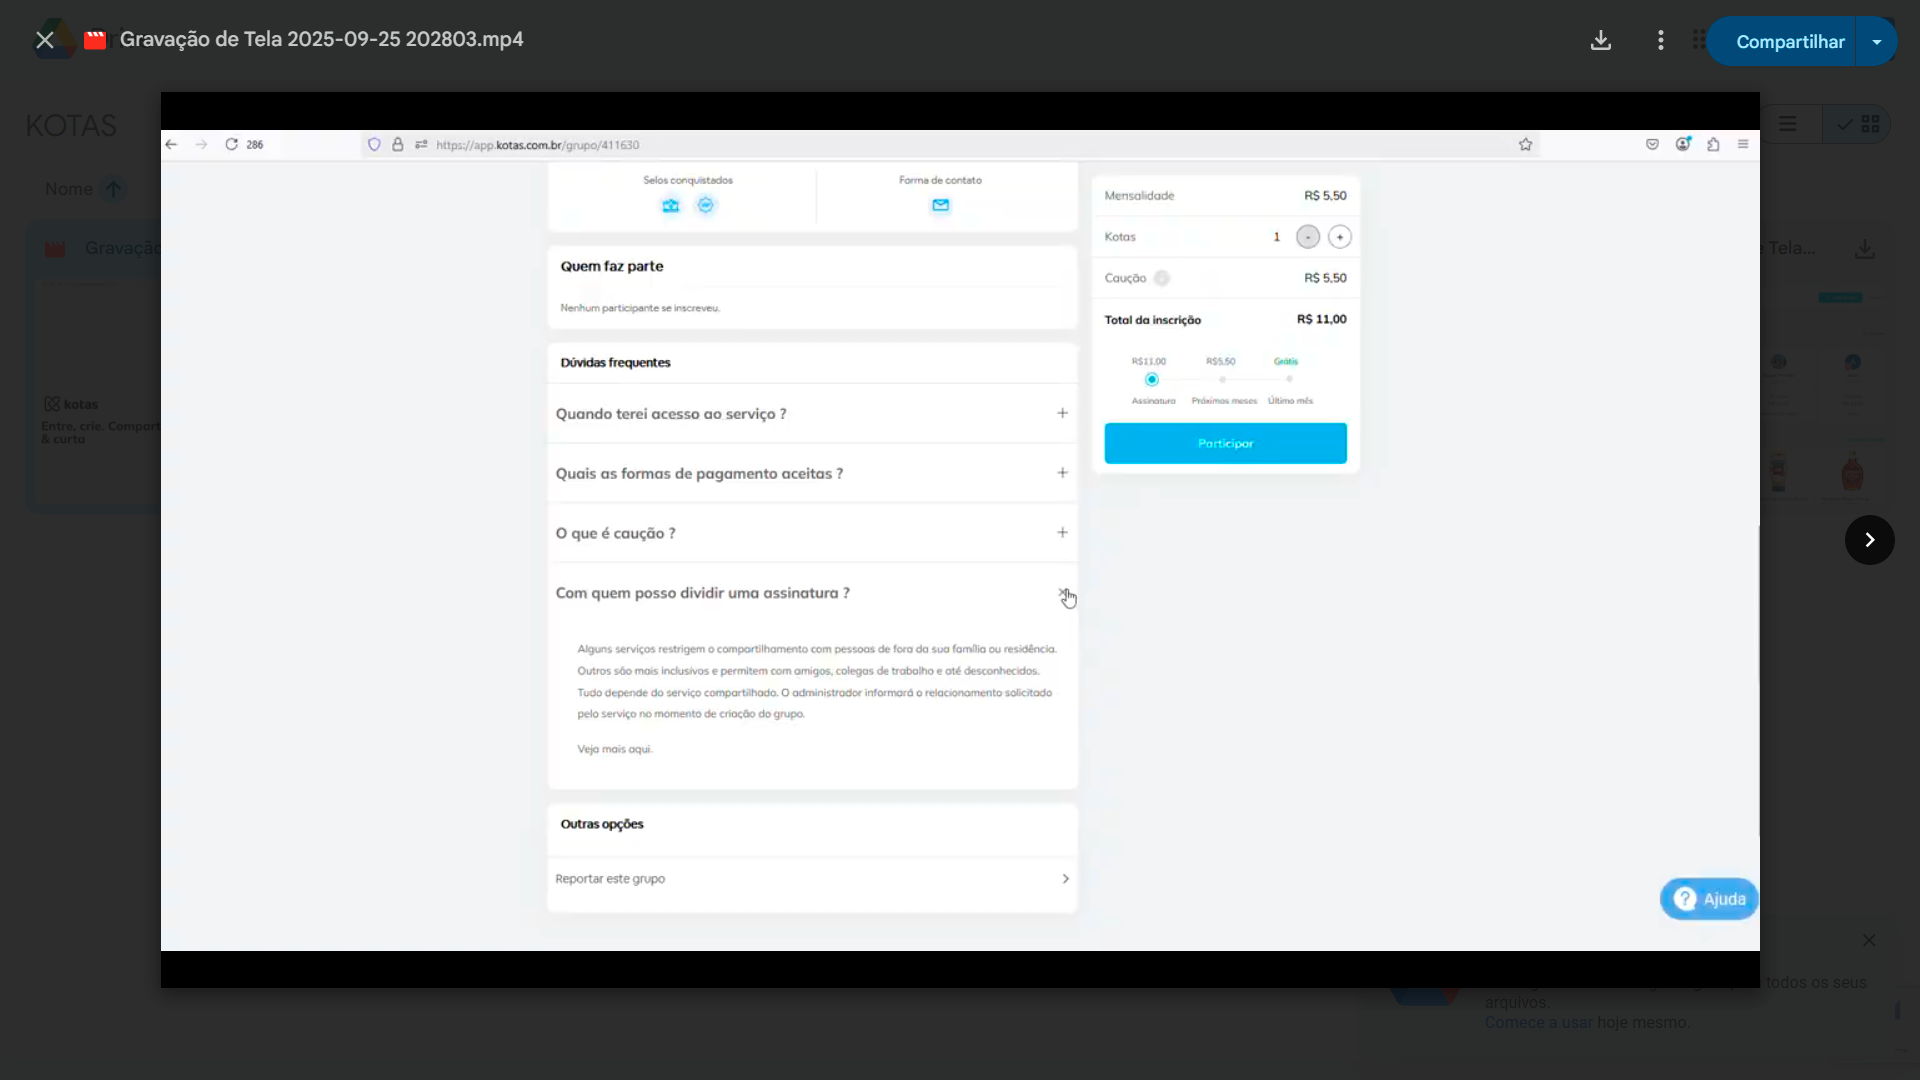 Gravação de Tela 2025-09-25 202803.mp4
Compartilhar
KOTAS
Nome
Gravação
Tela...
kotas
Entre, crie. Compart
& curta
286
https://app.kotas.com.br/grupo/411630
Selos conquistados
Forma de contato
Quem faz parte
Nenhum participante se inscreveu.
Dúvidas frequentes
Quando terei acesso ao serviço ?
Quais as formas de pagamento aceitas ?
O que é caução ?
Com quem posso dividir uma assinatura ?
Alguns serviços restrigem o compartilhamento com pessoas de fora da sua família ou residência.
Outros são mais inclusivos e permitem com amigos, colegas de trabalho e até desconhecidos.
Tudo depende do serviço compartilhado. O administrador informará o relacionamento solicitado
pelo serviço no momento de criação do grupo.
Veja mais aqui.
Outras opções
Reportar este grupo
Mensalidade R$ 5,50
Kotas 1 - +
Caução R$ 5,50
Total da inscrição R$ 11,00
R$11,00 R$5,50 Grátis
Assinatura Próximos meses Último mês
Participar
? Ajuda
todos os seus
arquivos.
Comece a usar hoje mesmo.